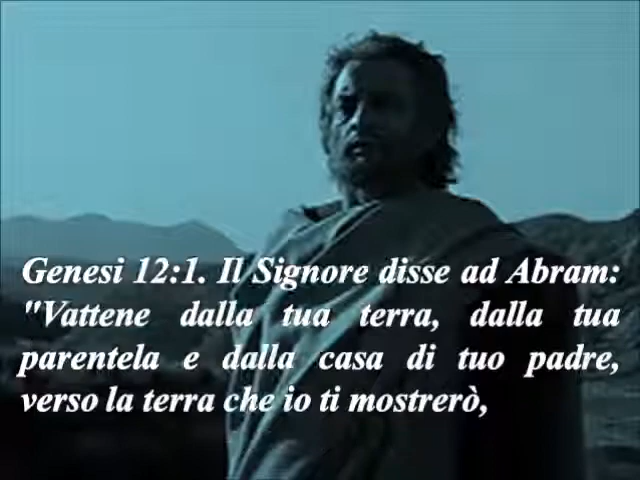 Genesi 12:1. Il Signore disse ad Abram:
"Vattene dalla tua terra, dalla tua
parentela e dalla casa di tuo padre,
verso la terra che io ti mostrerò,